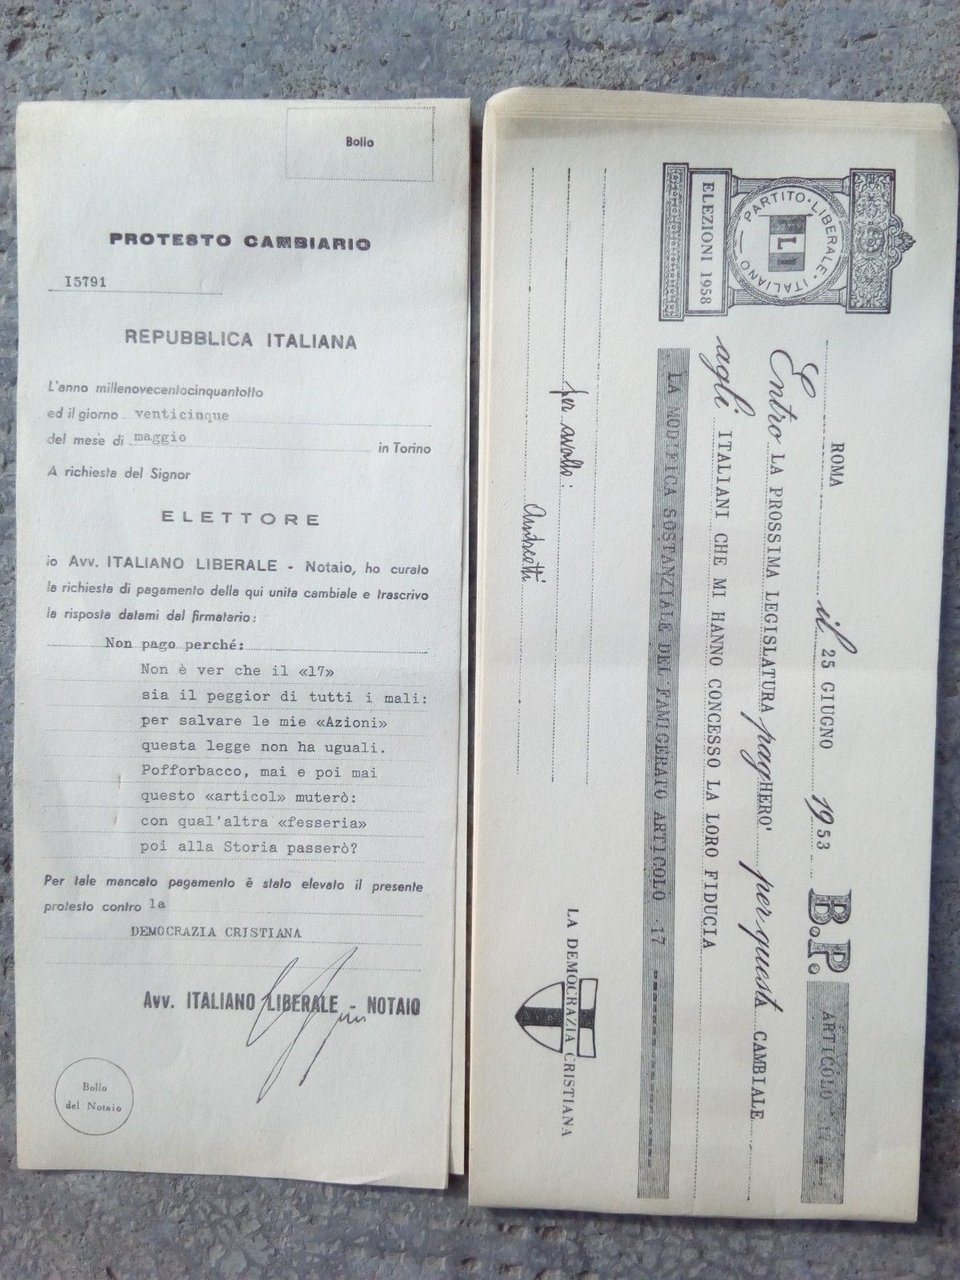 Bollo
PROTESTO CAMBIARIO
I5791
REPUBBLICA ITALIANA
L'anno millenovecentocinquantotto
ed il giorno venticinque
del mese di maggio in Torino
A richiesta del Signor
ELETTORE
io Avv. ITALIANO LIBERALE - Notaio, ho curato
la richiesta di pagamento della qui unita cambiale e trascrivo
la risposta datami dal firmatario:
Non pago perché:
Non è ver che il «17»
sia il peggior di tutti i mali:
per salvare le mie «Azioni»
questa legge non ha uguali.
Pofforbacco, mai e poi mai
questo «articol» muterò:
con qual'altra «fesseria»
poi alla Storia passerò?
Per tale mancato pagamento è stato elevato il presente
protesto contro la
DEMOCRAZIA CRISTIANA
Avv. ITALIANO LIBERALE - NOTAIO
Bollo
del Notaio
PARTITO·LIBERALE·ITALIANO
PLI
ELEZIONI 1958
ROMA il 25 GIUGNO 1953 B.P. ARTICOLO 17
Entro LA PROSSIMA LEGISLATURA pagHERO' per questa CAMBIALE
agli ITALIANI CHE MI HANNO CONCESSO LA LORO FIDUCIA
LA MODIFICA SOSTANZIALE DEL FAMIGERATO ARTICOLO 17
per avallo:
Andreotti
LA DEMOCRAZIA CRISTIANA